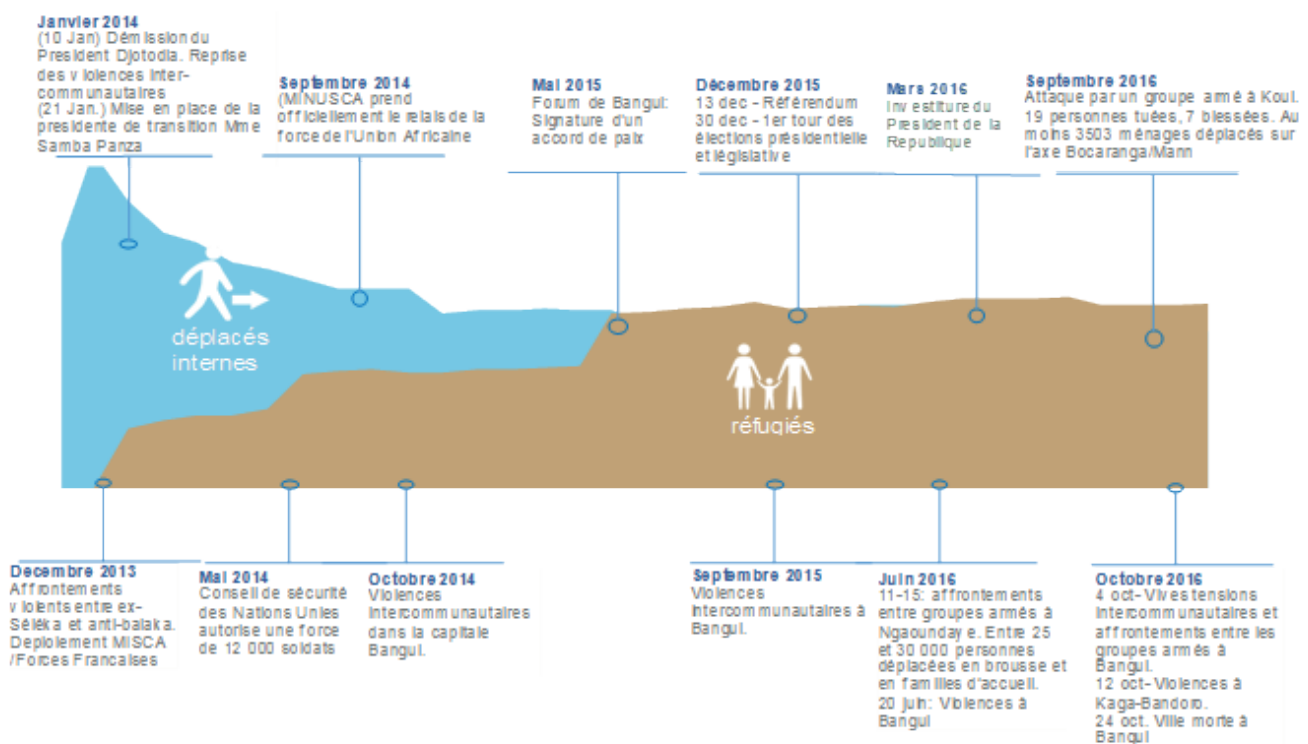 Janvier 2014
(10 Jan) Démission du
President Djotodia. Reprise
des violences inter-
communautaires
(21 Jan.) Mise en place de la
presidente de transition Mme
Samba Panza
Septembre 2014
(MINUSCA prend
officiellement le relais de la
force de l'Union Africaine
Mai 2015
Forum de Bangui:
Signature d'un
accord de paix
Décembre 2015
13 dec - Référendum
30 dec - 1er tour des
élections présidentielle
et législative
Mars 2016
Investiture du
President de la
Republique
Septembre 2016
Attaque par un groupe armé à Koui.
19 personnes tuées, 7 blessées. Au
moins 3503 ménages déplacés sur
l'axe Bocaranga/Mann
déplacés
internes
réfugiés
Decembre 2013
Affrontements
violents entre ex-
Séléka et anti-balaka.
Deploiement MISCA
/Forces Francaises
Mai 2014
Conseil de sécurité
des Nations Unies
autorise une force
de 12 000 soldats
Octobre 2014
Violences
Intercommunautaires
dans la capitale
Bangui.
Septembre 2015
Violences
Intercommunautaires à
Bangui.
Juin 2016
11-15: affrontements
entre groupes armés à
Ngaoundaye. Entre 25
et 30 000 personnes
déplacées en brousse et
en familles d'accueil.
20 juin: Violences à
Bangui
Octobre 2016
4 oct- Vives tensions
Intercommunautaires et
affrontements entre les
groupes armés à
Bangui.
12 oct- Violences à
Kaga-Bandoro.
24 oct. Ville morte à
Bangui